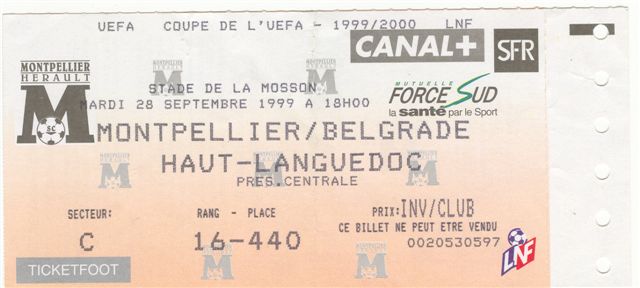 UEFA COUPE DE L'UEFA - 1999/2000 LNF
CANAL+ SFR
MONTPELLIER
HERAULT
M
SC
STADE DE LA MOSSON
MARDI 28 SEPTEMBRE 1999 A 18H00
MUTUELLE
FORCE SUD
la santé par le Sport
MONTPELLIER/BELGRADE
HAUT-LANGUEDOC
PRES.CENTRALE
SECTEUR: RANG - PLACE PRIX: INV/CLUB
CE BILLET NE PEUT ÊTRE VENDU
C 16-440 0020530597
LNF
TICKETFOOT